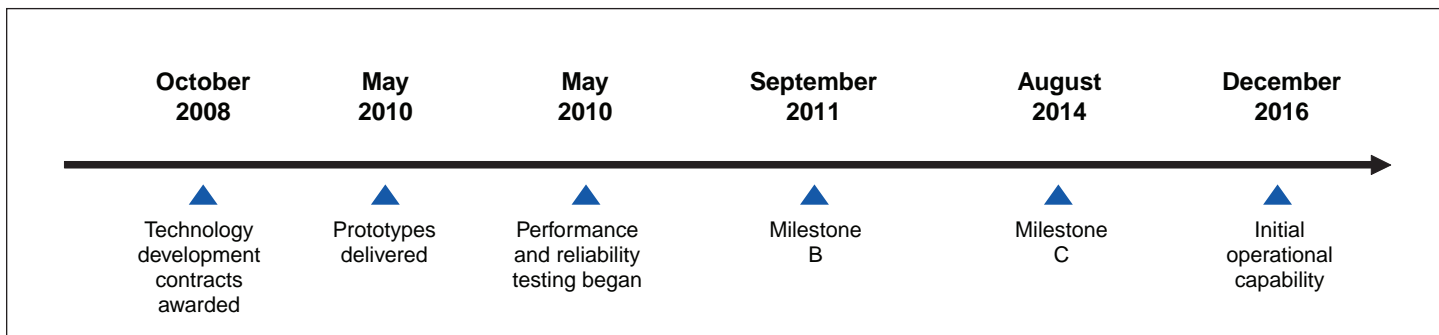 October
2008
May
2010
May
2010
September
2011
August
2014
December
2016
Technology
development
contracts
awarded
Prototypes
delivered
Performance
and reliability
testing began
Milestone
B
Milestone
C
Initial
operational
capability